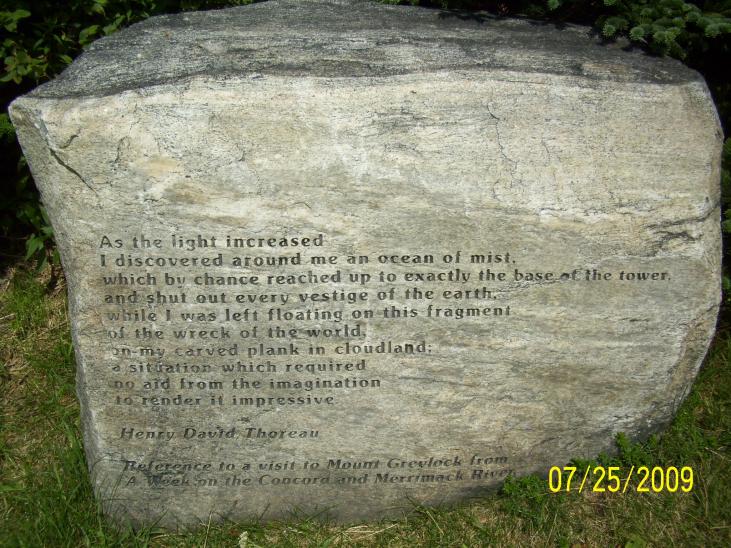 As the light increased
I discovered around me an ocean of mist,
which by chance reached up to exactly the base of the tower,
and shut out every vestige of the earth,
while I was left floating on this fragment
of the wreck of the world,
on my carved plank in cloudland;
a situation which required
no aid from the imagination
to render it impressive
Henry David Thoreau
Reference to a visit to Mount Greylock from
A Week on the Concord and Merrimack River
07/25/2009